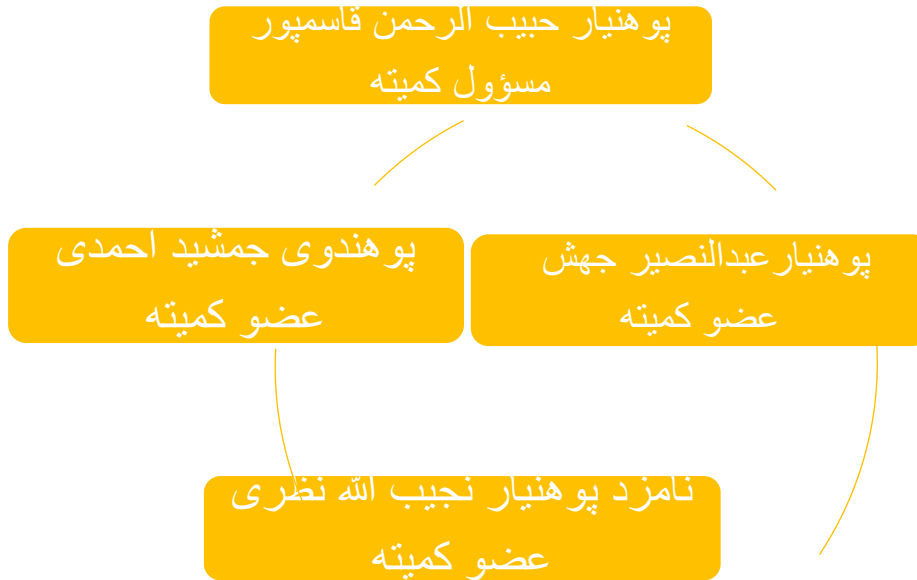 پوهنیار حبیب الرحمن قاسمپور
مسؤول کمیته
پوهنیارعبدالنصیر جهش
عضو کمیته
پوهندوی جمشید احمدی
عضو کمیته
نامزد پوهنیار نجیب الله نظری
عضو کمیته